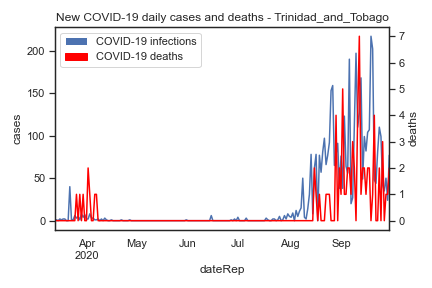 New COVID-19 daily cases and deaths - Trinidad_and_Tobago
COVID-19 infections
COVID-19 deaths
cases
200
150
100
50
0
deaths
7
6
5
4
3
2
1
0
Apr May Jun Jul Aug Sep
2020
dateRep